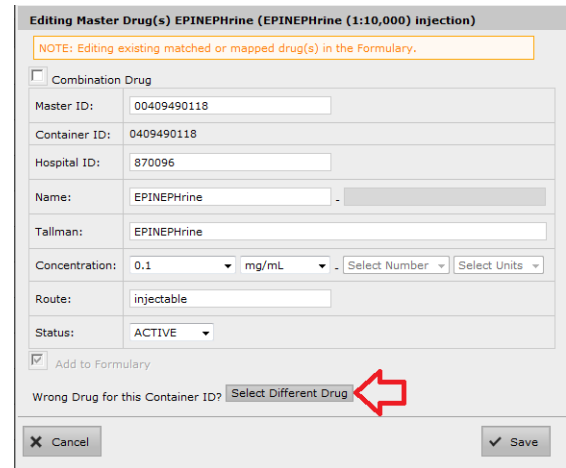 Editing Master Drug(s) EPINEPHrine (EPINEPHrine (1:10,000) injection)
NOTE: Editing existing matched or mapped drug(s) in the Formulary.
Combination Drug
Master ID: 00409490118
Container ID: 0409490118
Hospital ID: 870096
Name: EPINEPHrine -
Tallman: EPINEPHrine
Concentration: 0.1 mg/mL - Select Number Select Units
Route: injectable
Status: ACTIVE
Add to Formulary
Wrong Drug for this Container ID? Select Different Drug
Cancel Save